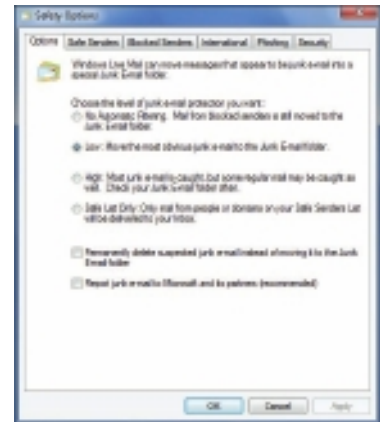 Safety Options
Options Safe Senders Blocked Senders International Phishing Security
Windows Live Mail can move messages that appear to be junk e-mail into a
special Junk E-mail folder.
Choose the level of junk e-mail protection you want:
No Automatic Filtering. Mail from blocked senders is still moved to the
Junk E-mail folder.
Low: Move the most obvious junk e-mail to the Junk E-mail folder.
High: Most junk e-mail is caught, but some regular mail may be caught as
well. Check your Junk E-mail folder often.
Safe List Only: Only mail from people or domains on your Safe Senders List
will be delivered to your Inbox.
Permanently delete suspected junk e-mail instead of moving it to the Junk
E-mail folder
Report junk e-mail to Microsoft and its partners (recommended)
OK Cancel Apply